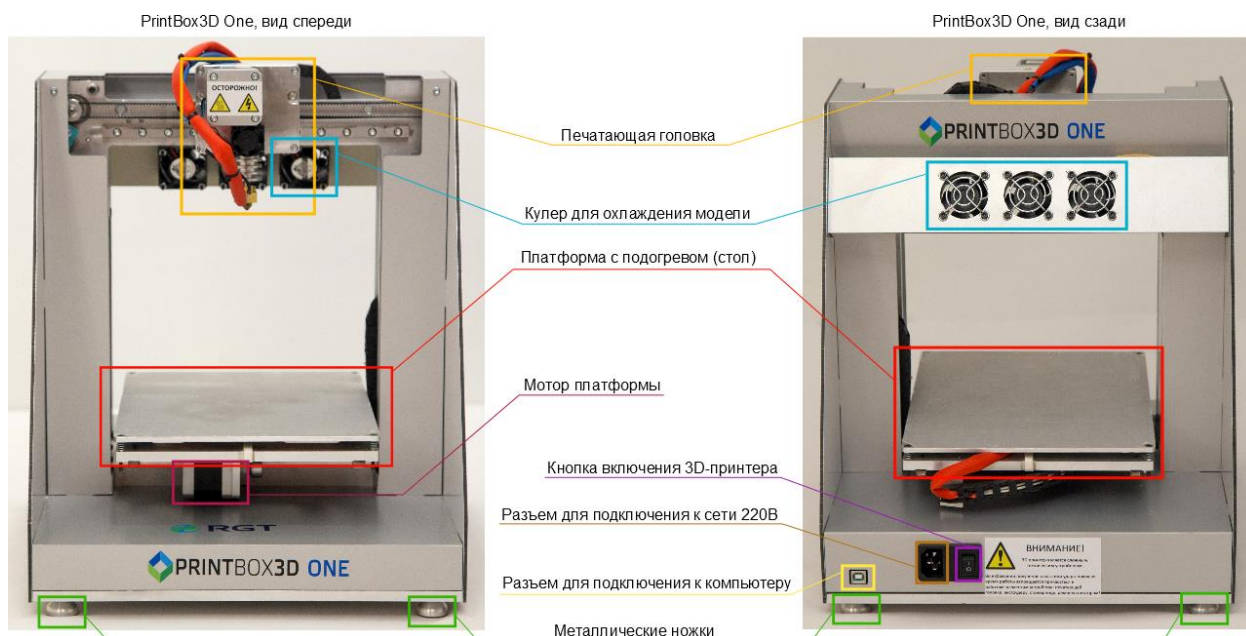 PrintBox3D One, вид спереди
PrintBox3D One, вид сзади
ОСТОРОЖНО!
Печатающая головка
PRINTBOX3D ONE
Кулер для охлаждения модели
Платформа с подогревом (стол)
Мотор платформы
Кнопка включения 3D-принтера
Разъем для подключения к сети 220В
RGT
ВНИМАНИЕ!
PRINTBOX3D ONE
Разъем для подключения к компьютеру
Металлические ножки